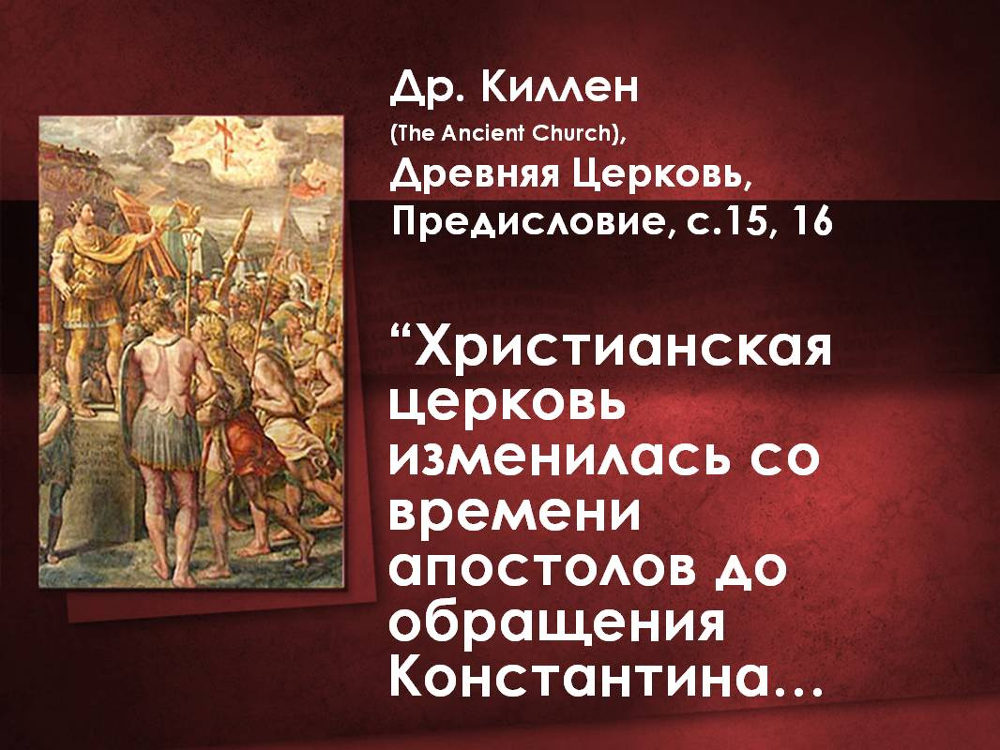 Др. Киллен
(The Ancient Church),
Древняя Церковь,
Предисловие, с.15, 16
“Христианская
церковь
изменилась со
времени
апостолов до
обращения
Константина...